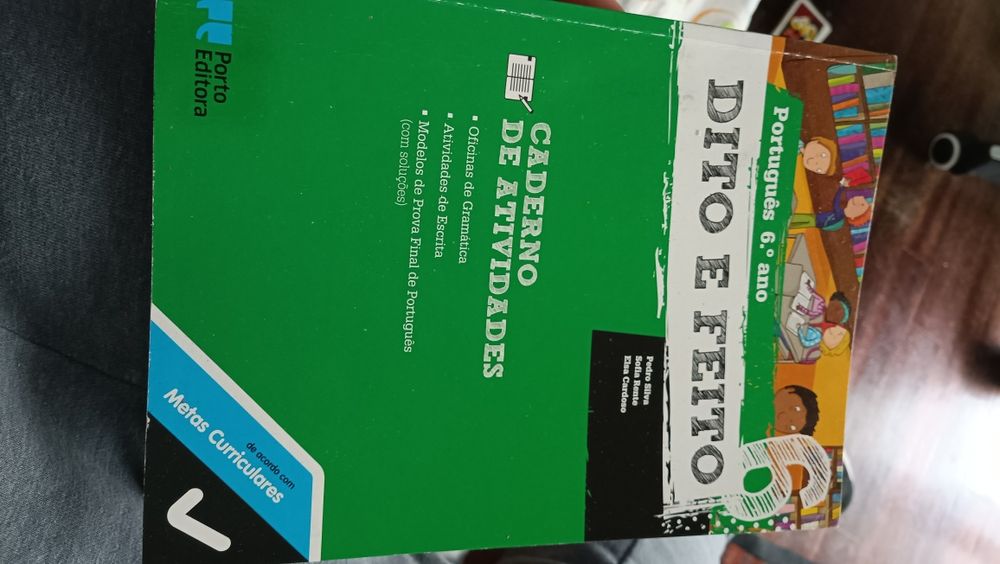 Português 6.º ano
DITO E FEITO
6
Pedro Silva
Sofia Rente
Elsa Cardoso
CADERNO
DE ATIVIDADES
▪ Oficinas de Gramática
▪ Atividades de Escrita
▪ Modelos de Prova Final de Português
(com soluções)
de acordo com
Metas Curriculares
Porto
Editora